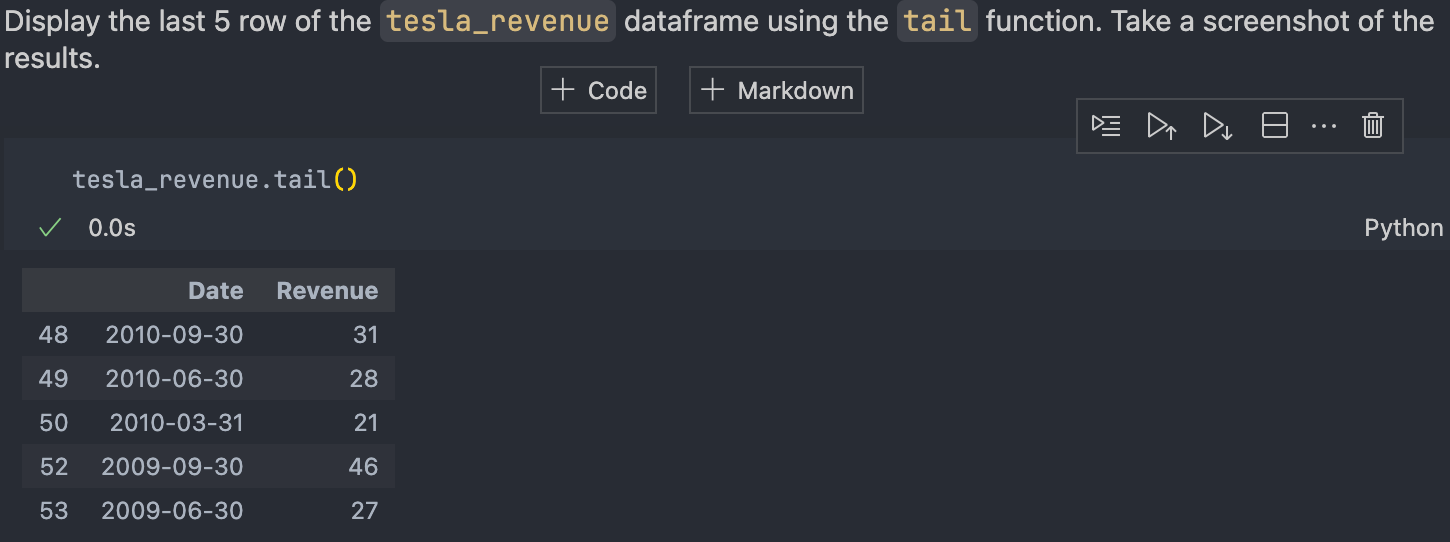 Display the last 5 row of the tesla_revenue dataframe using the tail function. Take a screenshot of the
results.
+ Code + Markdown
tesla_revenue.tail()
0.0s Python
Date Revenue
48 2010-09-30 31
49 2010-06-30 28
50 2010-03-31 21
52 2009-09-30 46
53 2009-06-30 27